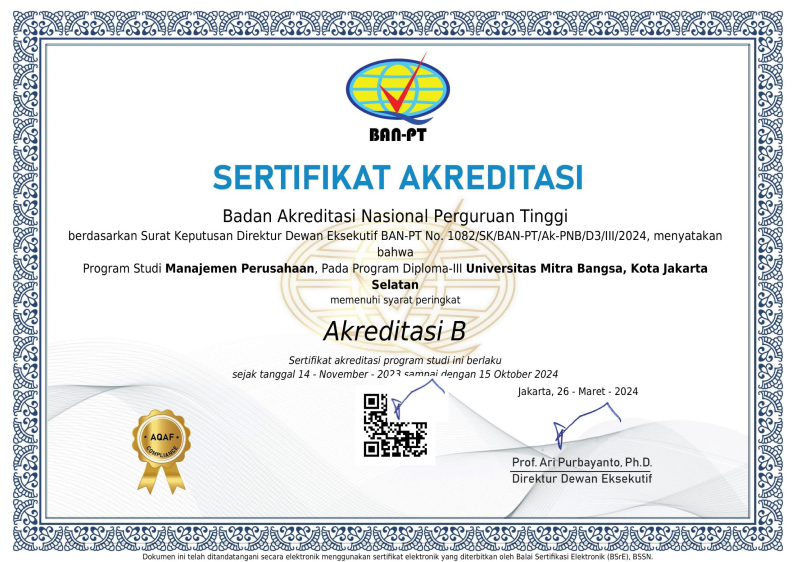 BAN-PT
SERTIFIKAT AKREDITASI
Badan Akreditasi Nasional Perguruan Tinggi
berdasarkan Surat Keputusan Direktur Dewan Eksekutif BAN-PT No. 1082/SK/BAN-PT/Ak-PNB/D3/III/2024, menyatakan
bahwa
Program Studi Manajemen Perusahaan, Pada Program Diploma-III Universitas Mitra Bangsa, Kota Jakarta
Selatan
memenuhi syarat peringkat
Akreditasi B
Sertifikat akreditasi program studi ini berlaku
sejak tanggal 14 - November - 2023 sampai dengan 15 Oktober 2024
Jakarta, 26 - Maret - 2024
AQAF
COMPLIANCE
Prof. Ari Purbayanto, Ph.D.
Direktur Dewan Eksekutif
Dokumen ini telah ditandatangani secara elektronik menggunakan sertifikat elektronik yang diterbitkan oleh Balai Sertifikasi Elektronik (BSrE), BSSN.